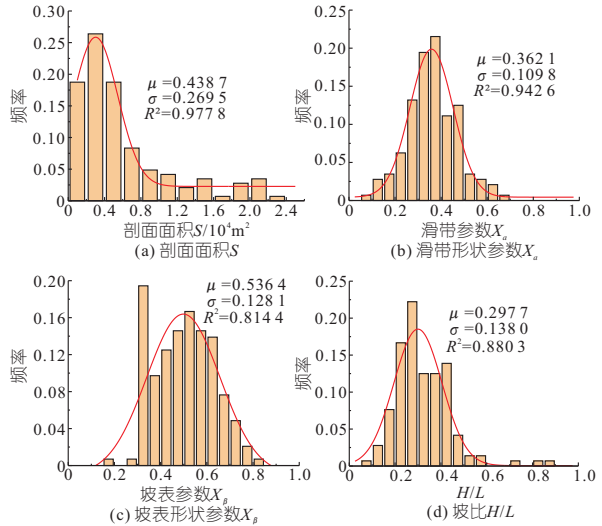 0.30
0.25
0.20
0.15
0.10
0.05
0
频率
μ=0.438 7
σ=0.269 5
R²=0.977 8
0 0.4 0.8 1.2 1.6 2.0 2.4
剖面面积S/10⁴m²
(a) 剖面面积S
0.20
0.15
0.10
0.05
0
频率
μ=0.362 1
σ=0.109 8
R²=0.942 6
0 0.2 0.4 0.6 0.8 1.0
滑带参数Xₐ
(b) 滑带形状参数Xₐ
0.20
0.16
0.12
0.08
0.04
0
频率
μ=0.536 4
σ=0.128 1
R²=0.814 4
0 0.2 0.4 0.6 0.8 1.0
坡表参数Xᵦ
(c) 坡表形状参数Xᵦ
0.25
0.20
0.15
0.10
0.05
0
频率
μ=0.297 7
σ=0.138 0
R²=0.880 3
0 0.2 0.4 0.6 0.8 1.0
H/L
(d) 坡比H/L